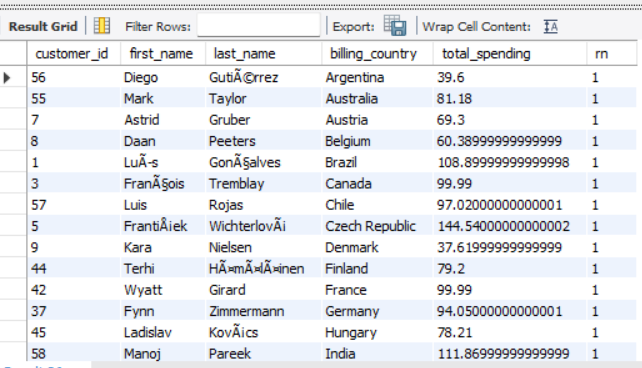 Result Grid Filter Rows: Export: Wrap Cell Content: IA
customer_id first_name last_name billing_country total_spending rn
56 Diego GutiÃ©rrez Argentina 39.6 1
55 Mark Taylor Australia 81.18 1
7 Astrid Gruber Austria 69.3 1
8 Daan Peeters Belgium 60.38999999999999 1
1 LuÃ-s GonÃ§alves Brazil 108.89999999999998 1
3 FranÃ§ois Tremblay Canada 99.99 1
57 Luis Rojas Chile 97.02000000000001 1
5 FrantiÅiek WichterlovÃi Czech Republic 144.54000000000002 1
9 Kara Nielsen Denmark 37.61999999999999 1
44 Terhi HÃ¤mÃ¤lÃ¤inen Finland 79.2 1
42 Wyatt Girard France 99.99 1
37 Fynn Zimmermann Germany 94.05000000000001 1
45 Ladislav KovÃics Hungary 78.21 1
58 Manoj Pareek India 111.86999999999999 1